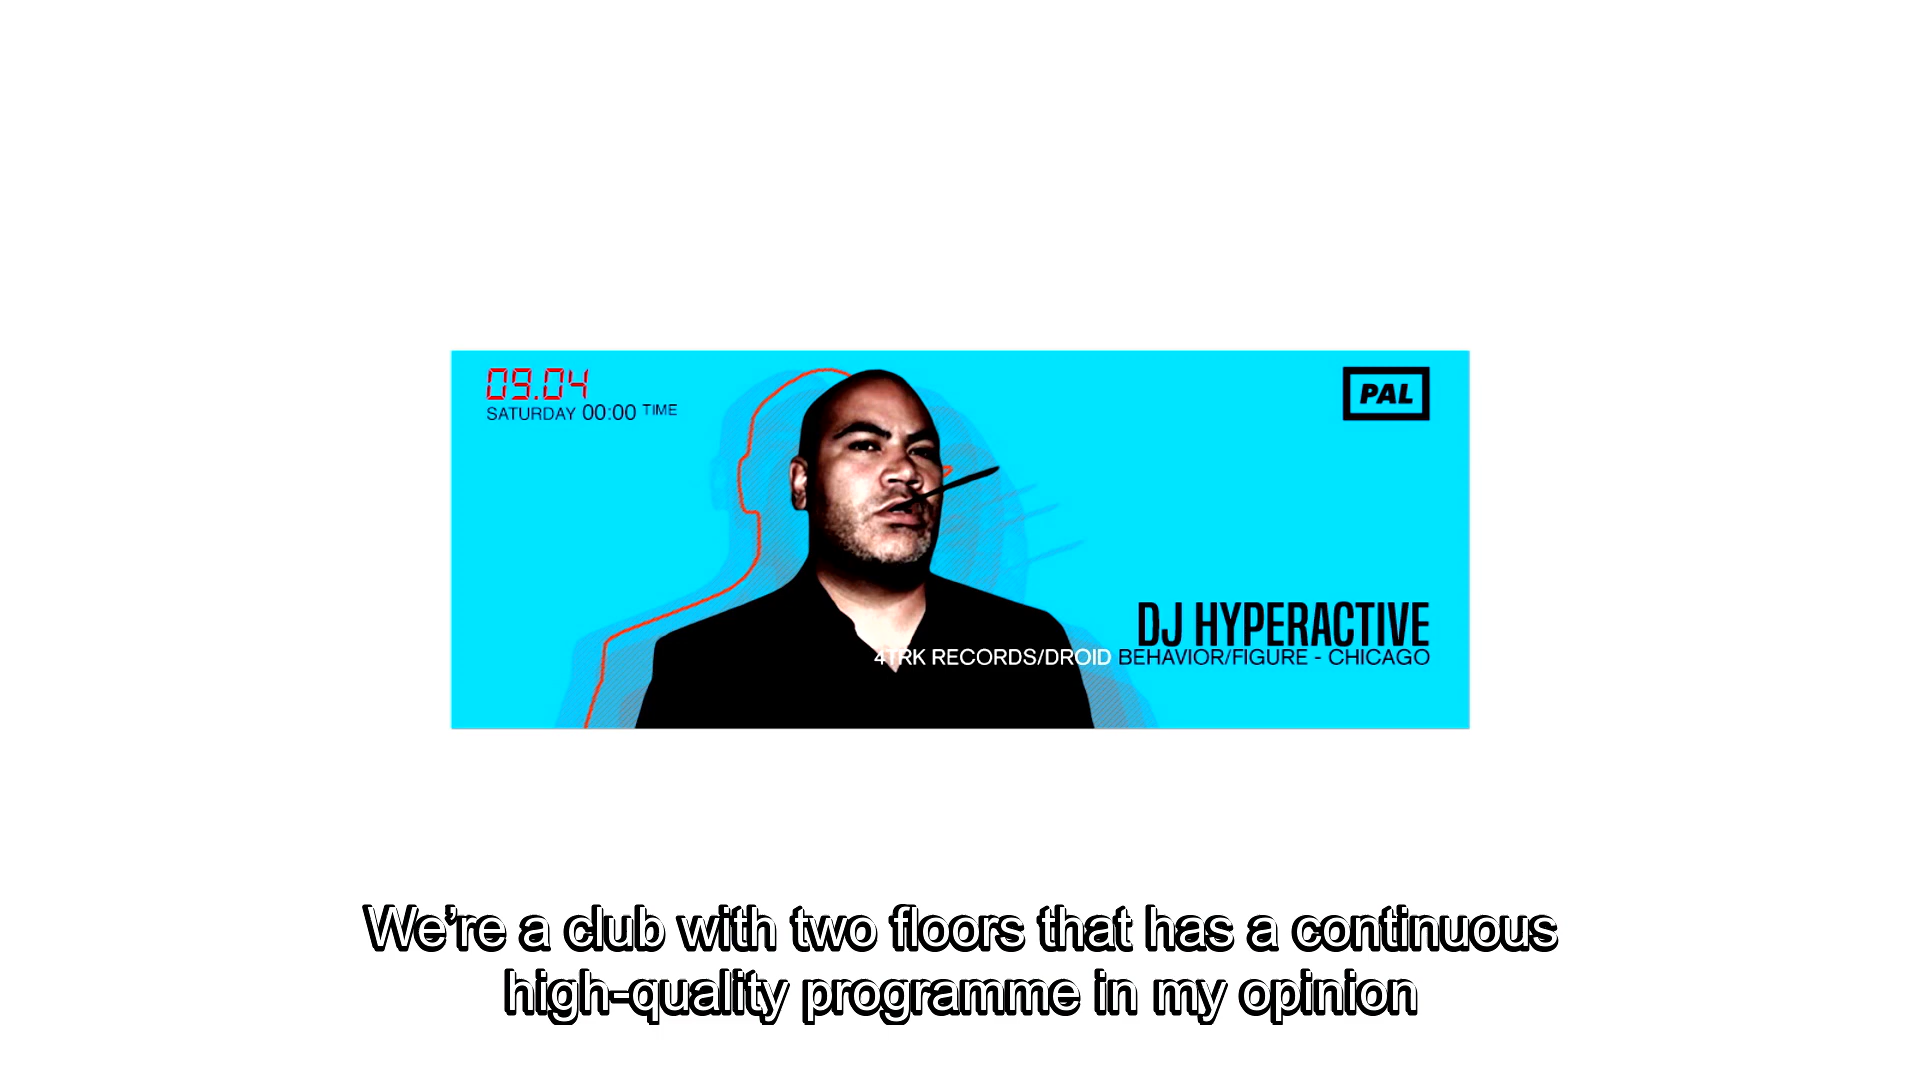 09.04
SATURDAY 00:00 TIME
PAL
DJ HYPERACTIVE
4TRK RECORDS/DROID BEHAVIOR/FIGURE - CHICAGO
We’re a club with two floors that has a continuous
high-quality programme in my opinion